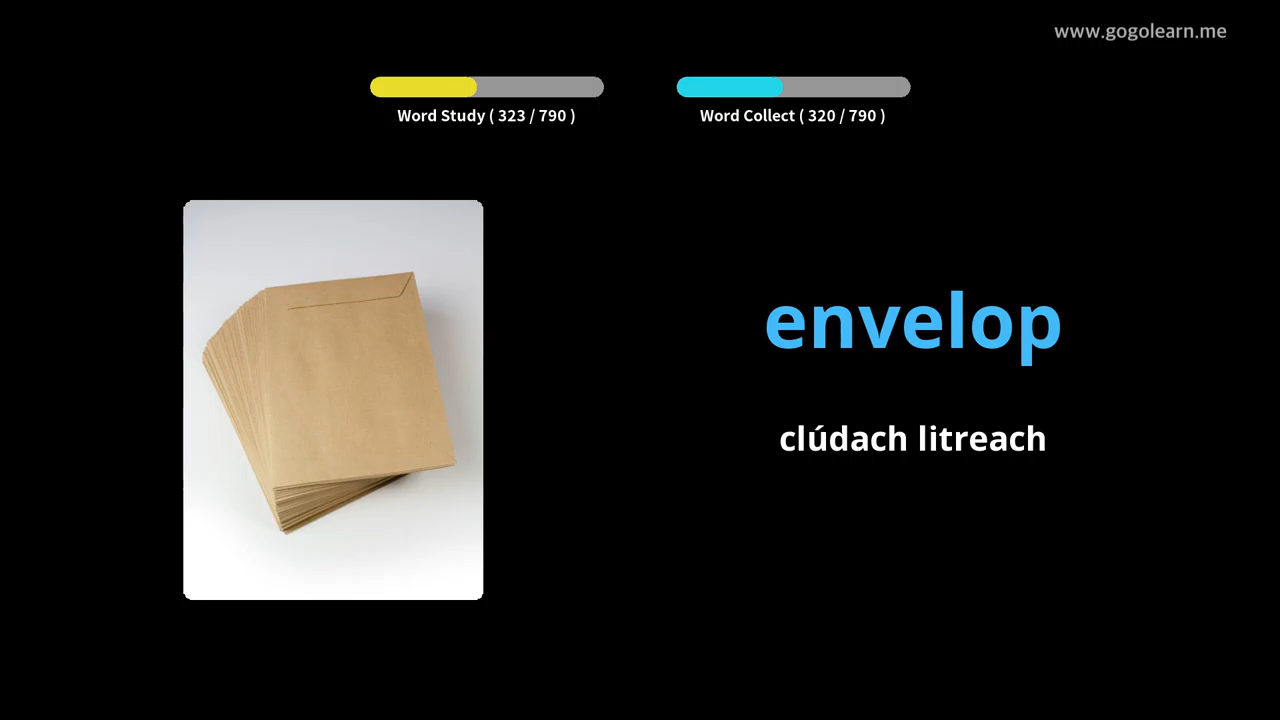 www.gogolearn.me
Word Study ( 323 / 790 )
Word Collect ( 320 / 790 )
envelop
clúdach litreach